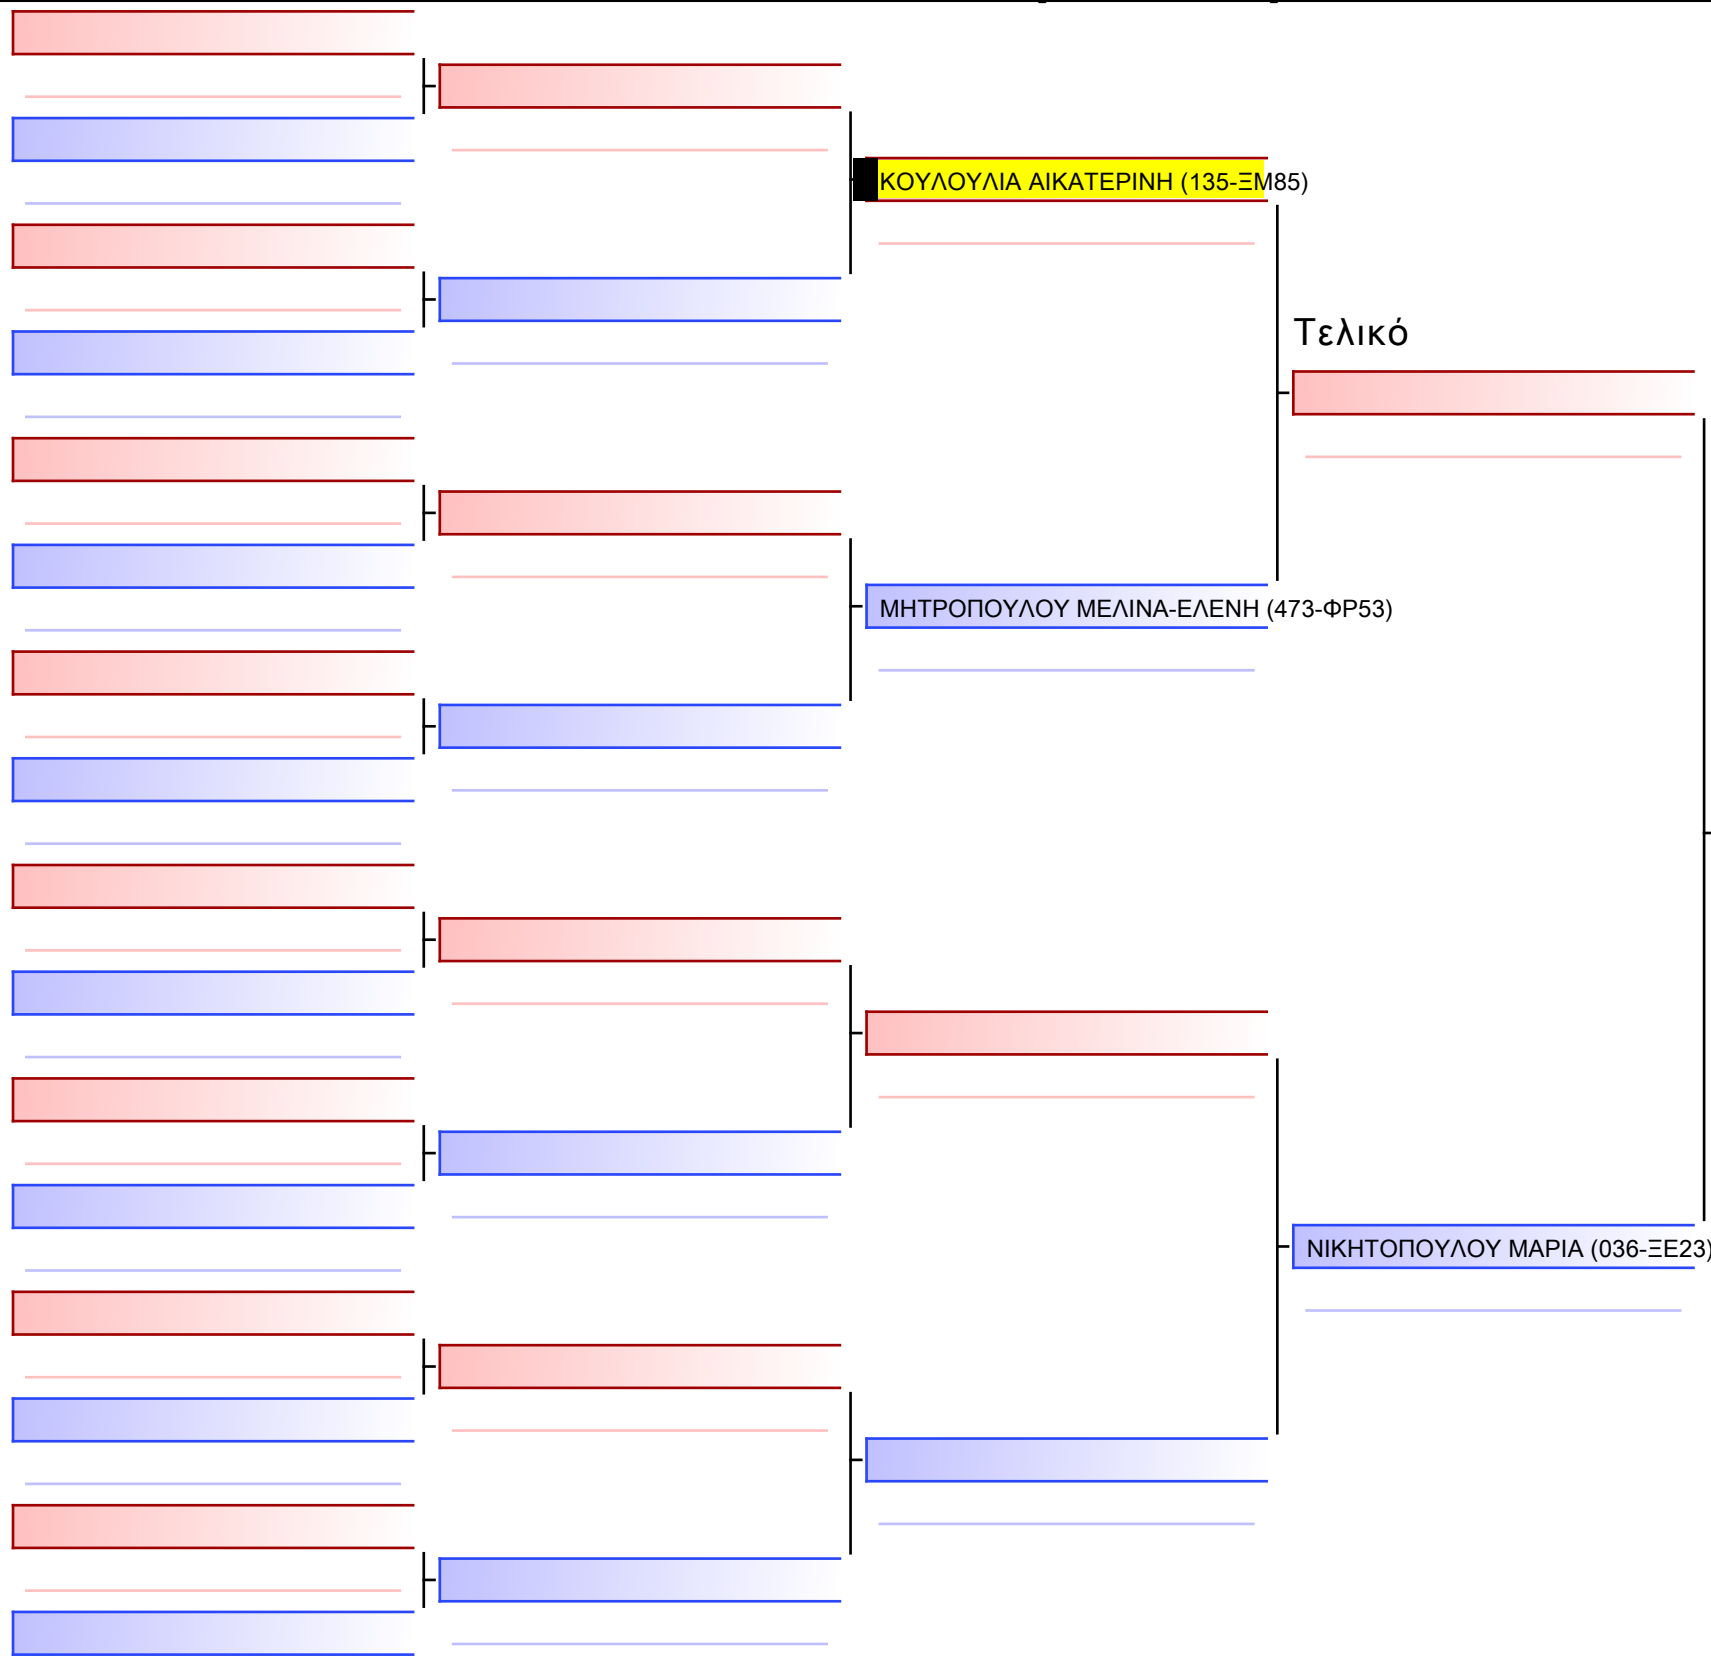 ΚΟΥΛΟΥΛΙΑ ΑΙΚΑΤΕΡΙΝΗ (135-ΞΜ85)
Τελικό
ΜΗΤΡΟΠΟΥΛΟΥ ΜΕΛΙΝΑ-ΕΛΕΝΗ (473-ΦΡ53)
ΝΙΚΗΤΟΠΟΥΛΟΥ ΜΑΡΙΑ (036-ΞΕ23)